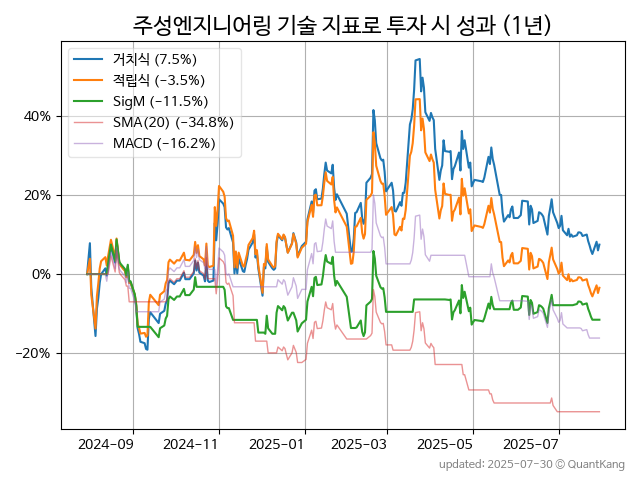 주성엔지니어링 기술 지표로 투자 시 성과 (1년)
거치식 (7.5%)
적립식 (−3.5%)
SigM (−11.5%)
SMA(20) (−34.8%)
MACD (−16.2%)
40%
20%
0%
−20%
2024-09 2024-11 2025-01 2025-03 2025-05 2025-07
updated: 2025-07-30 © QuantKang